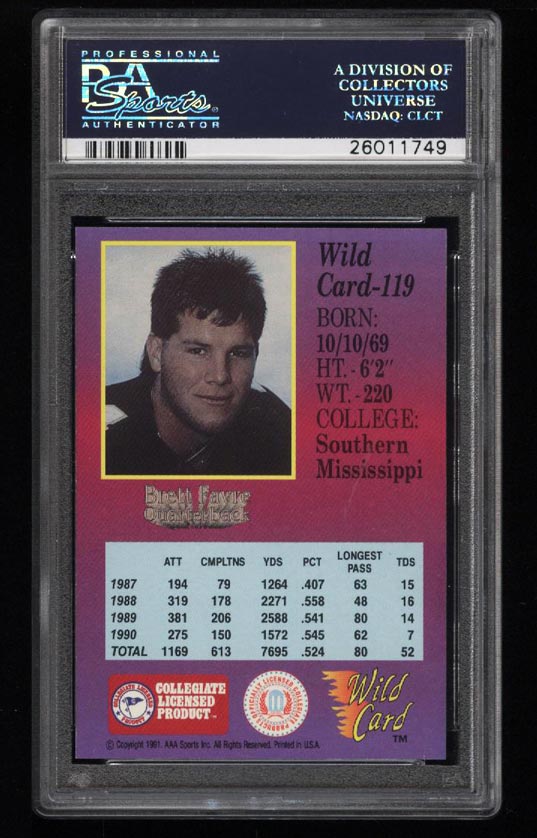 PROFESSIONAL
PSA
Sports
AUTHENTICATOR
A DIVISION OF
COLLECTORS
UNIVERSE
NASDAQ: CLCT
26011749
Wild
Card-119
BORN:
10/10/69
HT. - 6'2"
WT. - 220
COLLEGE:
Southern
Mississippi
Brett Favre
Quarterback
ATT CMPLTNS YDS PCT LONGEST PASS TDS
1987 194 79 1264 .407 63 15
1988 319 178 2271 .558 48 16
1989 381 206 2588 .541 80 14
1990 275 150 1572 .545 62 7
TOTAL 1169 613 7695 .524 80 52
COLLEGIATE
LICENSED
PRODUCT™
Wild
Card
TM
© Copyright 1991. AAA Sports Inc. All Rights Reserved. Printed in U.S.A.